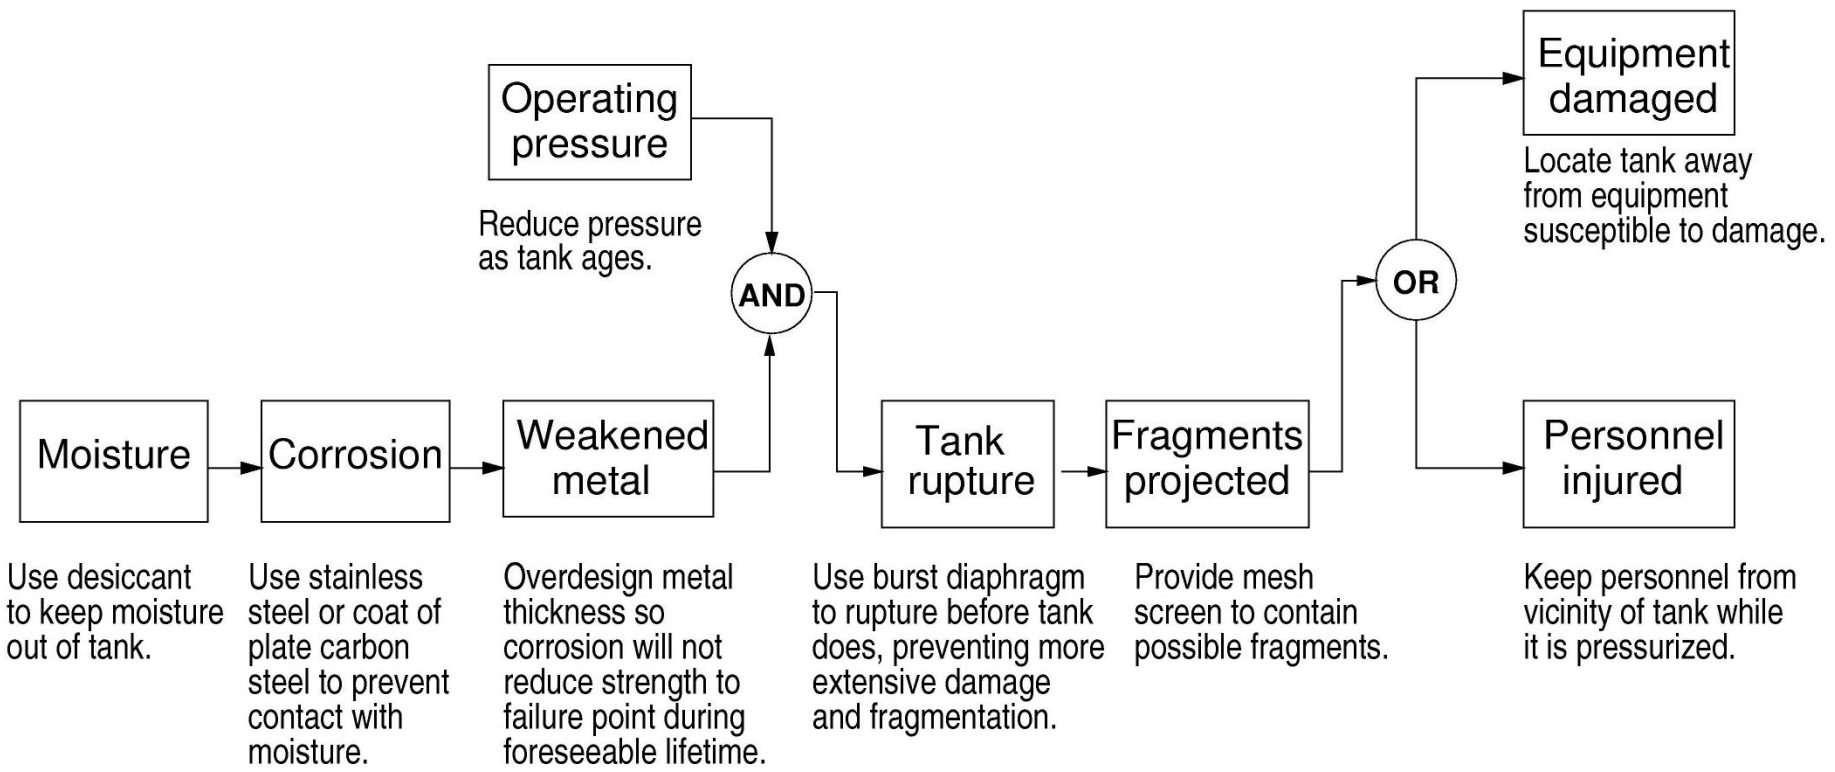 Equipment
damaged
Locate tank away
from equipment
susceptible to damage.
Operating
pressure
Reduce pressure
as tank ages.
AND
OR
Moisture
Use desiccant
to keep moisture
out of tank.
Corrosion
Use stainless
steel or coat of
plate carbon
steel to prevent
contact with
moisture.
Weakened
metal
Overdesign metal
thickness so
corrosion will not
reduce strength to
failure point during
foreseeable lifetime.
Tank
rupture
Use burst diaphragm
to rupture before tank
does, preventing more
extensive damage
and fragmentation.
Fragments
projected
Provide mesh
screen to contain
possible fragments.
Personnel
injured
Keep personnel from
vicinity of tank while
it is pressurized.